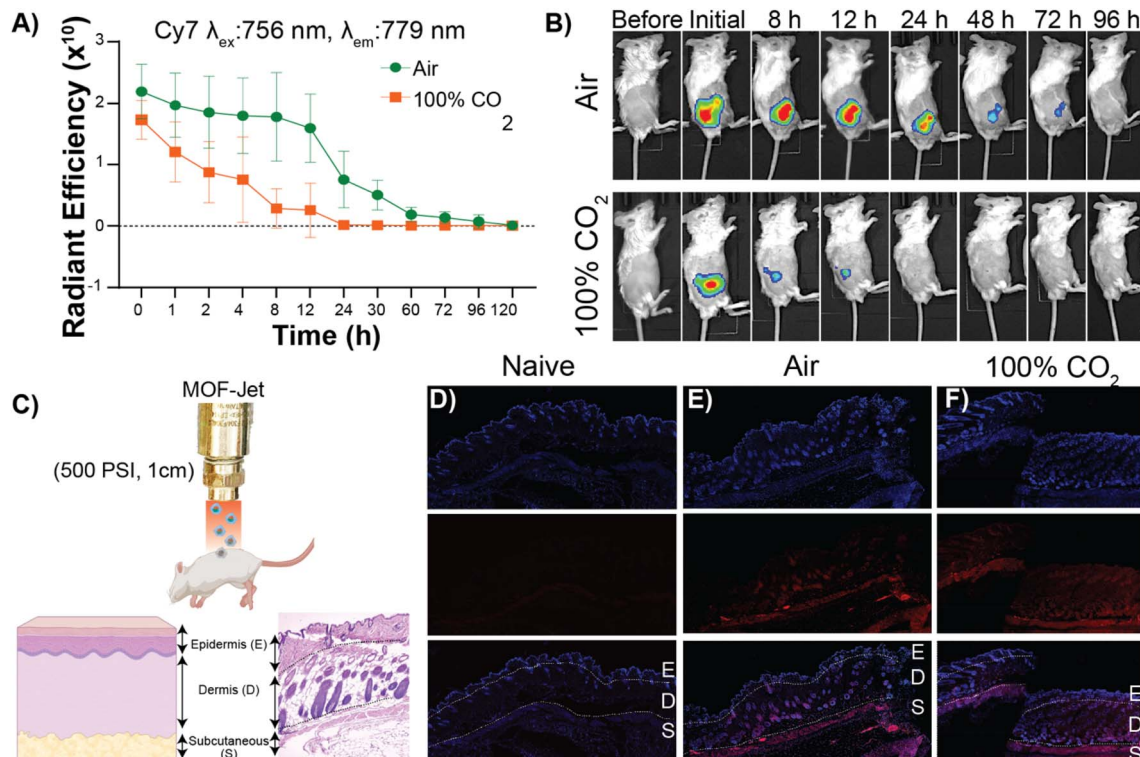 A)
Cy7 λex:756 nm, λem:779 nm
Air
100% CO2
Radiant Efficiency (x10)
3
2
1
0
-1
0 1 2 4 8 12 24 30 60 72 96 120
Time (h)
B)
Before Initial 8 h 12 h 24 h 48 h 72 h 96 h
Air
100% CO2
C)
MOF-Jet
(500 PSI, 1cm)
Epidermis (E)
Dermis (D)
Subcutaneous
(S)
Naive Air 100% CO2
D) E) F)
E
D
S
E
D
S
E
D
S